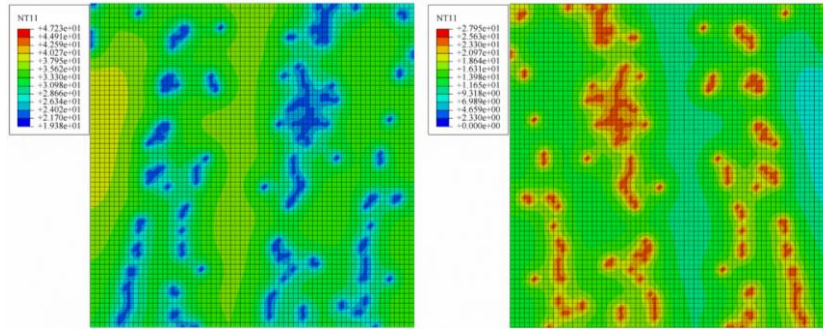 NT11
+4.723e+01
+4.491e+01
+4.259e+01
+4.027e+01
+3.795e+01
+3.562e+01
+3.330e+01
+3.098e+01
+2.866e+01
+2.634e+01
+2.402e+01
+2.170e+01
+1.938e+01
NT11
+2.795e+01
+2.563e+01
+2.330e+01
+2.097e+01
+1.864e+01
+1.631e+01
+1.398e+01
+1.165e+01
+9.318e+00
+6.989e+00
+4.659e+00
+2.330e+00
+0.000e+00